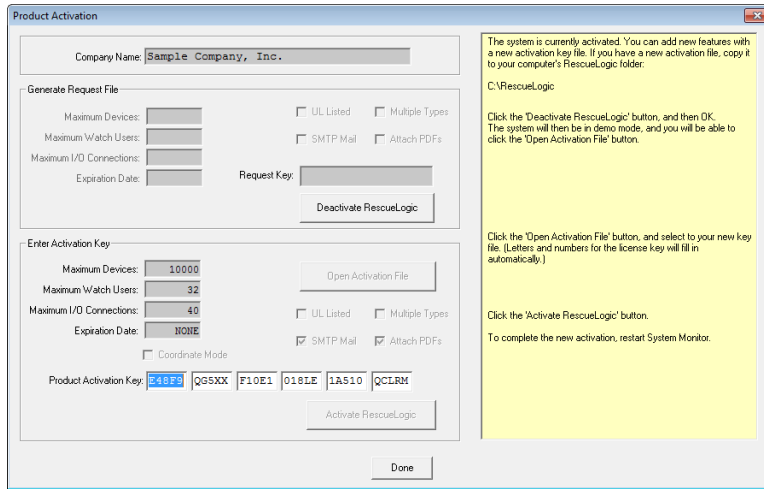 Product Activation
Company Name: Sample Company, Inc.
Generate Request File
Maximum Devices:
UL Listed
Multiple Types
Maximum Watch Users:
SMTP Mail
Attach PDFs
Maximum I/O Connections:
Expiration Date:
Request Key:
Deactivate RescueLogic
Enter Activation Key
Maximum Devices: 10000
Open Activation File
Maximum Watch Users: 32
Maximum I/O Connections: 40
UL Listed
Multiple Types
Expiration Date: NONE
SMTP Mail
Attach PDFs
Coordinate Mode
Product Activation Key: E48F9 QG5XX F10E1 018LE 1A510 QCLRM
Activate RescueLogic
Done
The system is currently activated. You can add new features with
a new activation key file. If you have a new activation file, copy it
to your computer's RescueLogic folder:
C:\RescueLogic
Click the 'Deactivate RescueLogic' button, and then OK.
The system will then be in demo mode, and you will be able to
click the 'Open Activation File' button.
Click the 'Open Activation File' button, and select to your new key
file. (Letters and numbers for the license key will fill in
automatically.)
Click the 'Activate RescueLogic' button.
To complete the new activation, restart System Monitor.